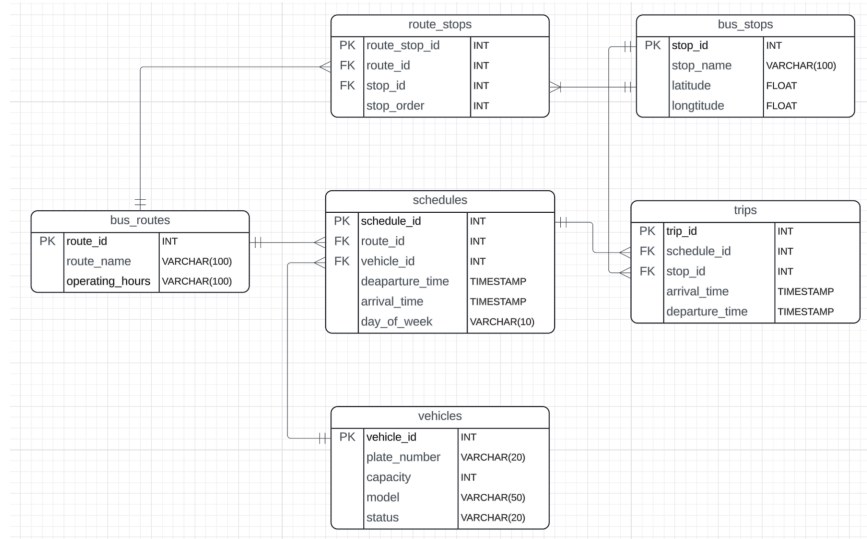 route_stops
PK route_stop_id INT
FK route_id INT
FK stop_id INT
stop_order INT
bus_stops
PK stop_id INT
stop_name VARCHAR(100)
latitude FLOAT
longtitude FLOAT
bus_routes
PK route_id INT
route_name VARCHAR(100)
operating_hours VARCHAR(100)
schedules
PK schedule_id INT
FK route_id INT
FK vehicle_id INT
deaparture_time TIMESTAMP
arrival_time TIMESTAMP
day_of_week VARCHAR(10)
trips
PK trip_id INT
FK schedule_id INT
FK stop_id INT
arrival_time TIMESTAMP
departure_time TIMESTAMP
vehicles
PK vehicle_id INT
plate_number VARCHAR(20)
capacity INT
model VARCHAR(50)
status VARCHAR(20)